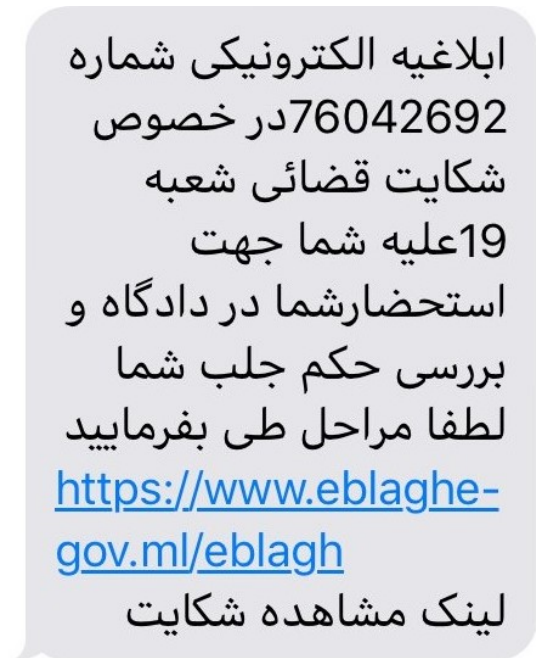 ابلاغیه الکترونیکی شماره
76042692در خصوص
شکایت قضائی شعبه
19علیه شما جهت
استحضارشما در دادگاه و
بررسی حکم جلب شما
لطفا مراحل طی بفرمایید
https://www.eblaghe-
gov.ml/eblagh
لینک مشاهده شکایت